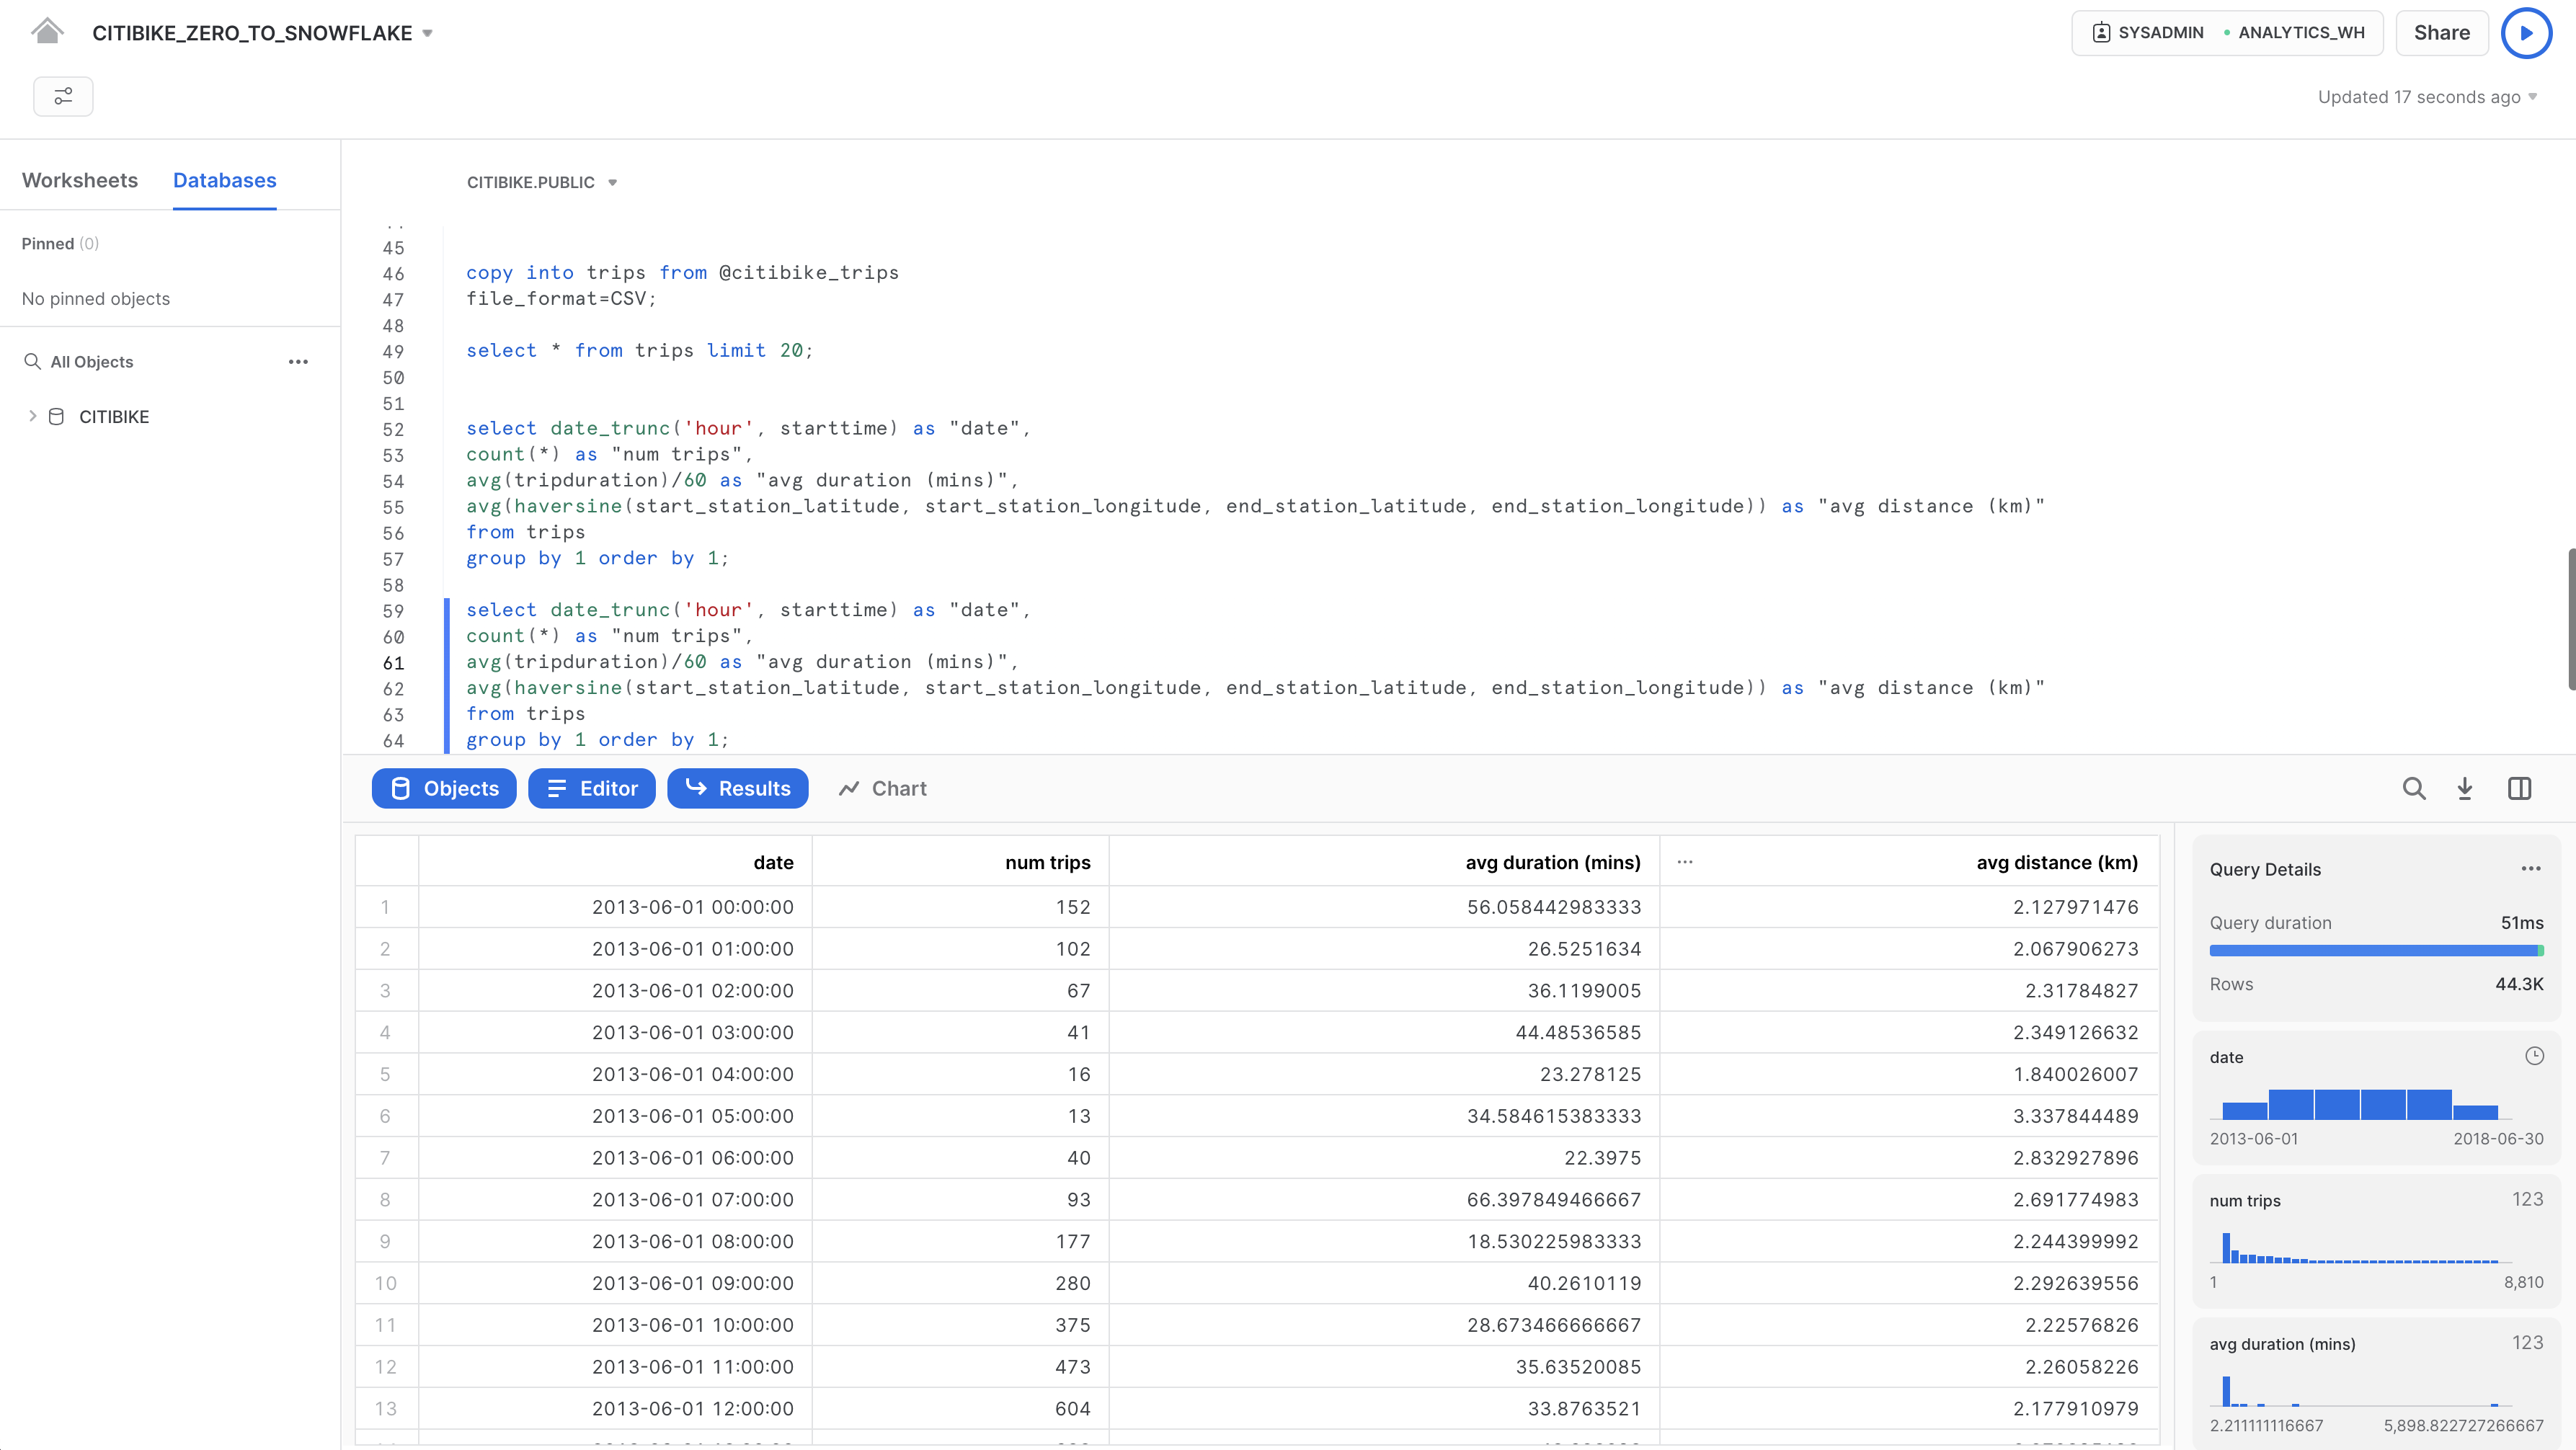 CITIBIKE_ZERO_TO_SNOWFLAKE
SYSADMIN ANALYTICS_WH Share
Updated 17 seconds ago
Worksheets Databases
Pinned (0)
No pinned objects
All Objects
CITIBIKE
CITIBIKE.PUBLIC
45
46 copy into trips from @citibike_trips
47 file_format=CSV;
48
49 select * from trips limit 20;
50
51
52 select date_trunc('hour', starttime) as "date",
53 count(*) as "num trips",
54 avg(tripduration)/60 as "avg duration (mins)",
55 avg(haversine(start_station_latitude, start_station_longitude, end_station_latitude, end_station_longitude)) as "avg distance (km)"
56 from trips
57 group by 1 order by 1;
58
59 select date_trunc('hour', starttime) as "date",
60 count(*) as "num trips",
61 avg(tripduration)/60 as "avg duration (mins)",
62 avg(haversine(start_station_latitude, start_station_longitude, end_station_latitude, end_station_longitude)) as "avg distance (km)"
63 from trips
64 group by 1 order by 1;
Objects Editor Results Chart
date num trips avg duration (mins) avg distance (km)
1 2013-06-01 00:00:00 152 56.058442983333 2.127971476
2 2013-06-01 01:00:00 102 26.5251634 2.067906273
3 2013-06-01 02:00:00 67 36.1199005 2.31784827
4 2013-06-01 03:00:00 41 44.48536585 2.349126632
5 2013-06-01 04:00:00 16 23.278125 1.840026007
6 2013-06-01 05:00:00 13 34.584615383333 3.337844489
7 2013-06-01 06:00:00 40 22.3975 2.832927896
8 2013-06-01 07:00:00 93 66.397849466667 2.691774983
9 2013-06-01 08:00:00 177 18.530225983333 2.244399992
10 2013-06-01 09:00:00 280 40.2610119 2.292639556
11 2013-06-01 10:00:00 375 28.673466666667 2.22576826
12 2013-06-01 11:00:00 473 35.63520085 2.26058226
13 2013-06-01 12:00:00 604 33.8763521 2.177910979
Query Details
Query duration 51ms
Rows 44.3K
date
2013-06-01 2018-06-30
num trips 123
1 8,810
avg duration (mins) 123
2.211111116667 5,898.822727266667